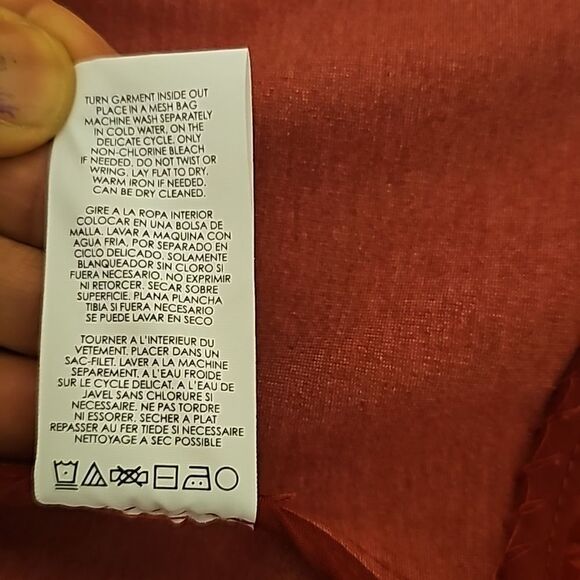 TURN GARMENT INSIDE OUT
PLACE IN A MESH BAG
MACHINE WASH SEPARATELY
IN COLD WATER, ON THE
DELICATE CYCLE. ONLY
NON-CHLORINE BLEACH
IF NEEDED. DO NOT TWIST OR
WRING. LAY FLAT TO DRY.
WARM IRON IF NEEDED.
CAN BE DRY CLEANED.
GIRE A LA ROPA INTERIOR
COLOCAR EN UNA BOLSA DE
MALLA. LAVAR A MAQUINA CON
AGUA FRIA, POR SEPARADO EN
CICLO DELICADO. SOLAMENTE
BLANQUEADOR SIN CLORO SI
FUERA NECESARIO. NO EXPRIMIR
NI RETORCER. SECAR SOBRE
SUPERFICIE. PLANA PLANCHA
TIBIA SI FUERA NECESARIO
SE PUEDE LAVAR EN SECO
TOURNER A L'INTERIEUR DU
VETEMENT. PLACER DANS UN
SAC-FILET. LAVER A LA MACHINE
SEPAREMENT. A L'EAU FROIDE
SUR LE CYCLE DELICAT. A L'EAU DE
JAVEL SANS CHLORURE SI
NECESSAIRE. NE PAS TORDRE
NI ESSORER. SECHER A PLAT
REPASSER AU FER TIEDE SI NECESSAIRE
NETTOYAGE A SEC POSSIBLE